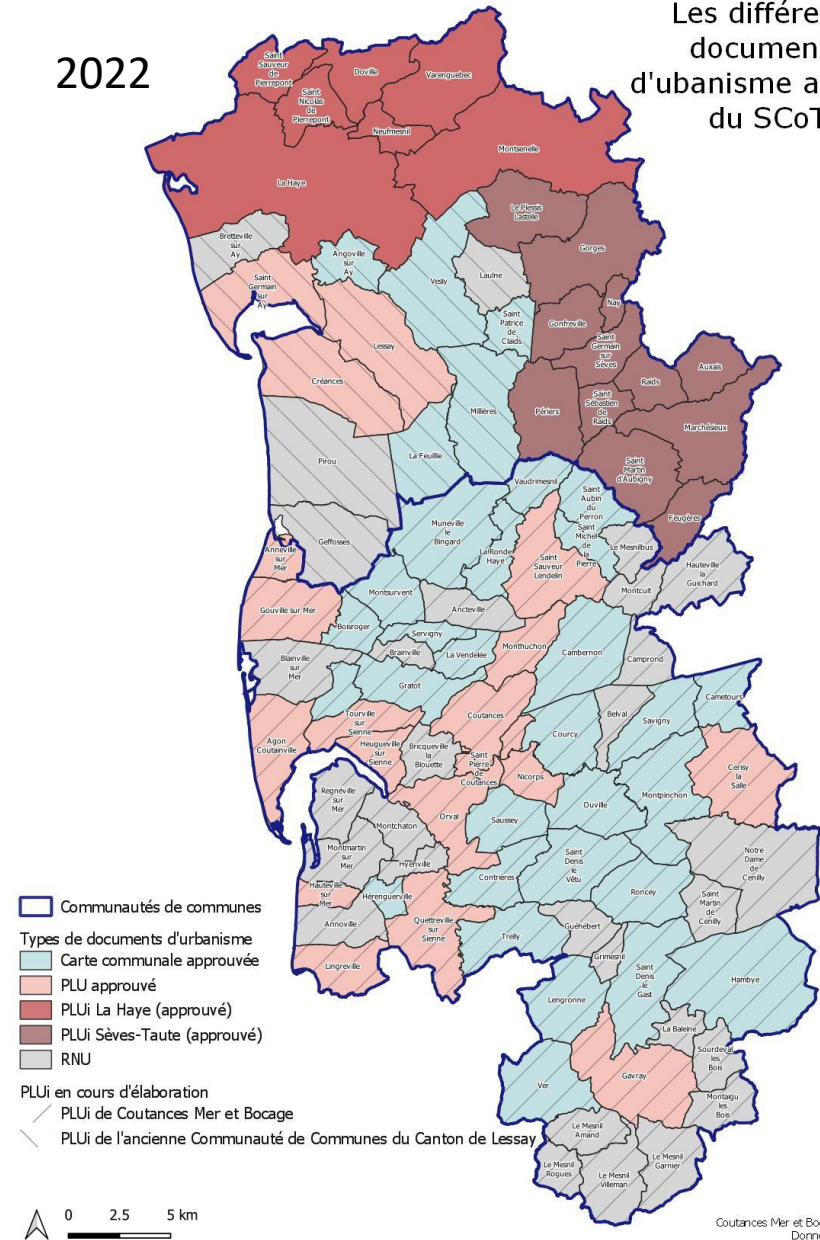 2022
Les différe
documen
d'ubanisme a
du SCoT
Saint
Sauveur
de
Pierrepont
Doville
Varenguebec
Saint
Nicolas
de
Pierrepont
Neufmesnil
Montsenelle
La Haye
Le Plessis
Lastelle
Bretteville
sur
Ay
Angoville
sur
Ay
Gorges
Vesly
Laulne
Saint
Germain
sur
Ay
Nay
Saint
Patrice
de
Claids
Gonfreville
Saint
Germain
sur
Sèves
Lessay
Auxais
Raids
Créances
Saint
Sébastien
de
Raids
Millières
Périers
Marchésieux
La Feuillie
Pirou
Saint
Martin
d'Aubigny
Vaudrimesnil
Saint
Aubin
du
Perron
Feugères
Muneville
le
Bingard
Geffosses
Saint
Michel
de
la
Pierre
Le Mesnilbus
La Ronde
Haye
Saint
Sauveur
Lendelin
Anneville
sur
Mer
Hauteville
la
Guichard
Montcuit
Montsurvent
Gouville sur Mer
Ancteville
Boisroger
Servigny
Monthuchon
Brainville
La Vendelée
Cambernon
Camprond
Blainville
sur
Mer
Gratot
Cametours
Coutances
Belval
Savigny
Tourville
sur
Sienne
Courcy
Agon
Coutainville
Heugueville
sur
Sienne
Bricqueville
la
Blouette
Saint
Pierre
de
Coutances
Nicorps
Cerisy
la
Salle
Regnéville
sur
Mer
Montpinchon
Ouville
Orval
Saussey
Montchaton
Montmartin
sur
Mer
Hyenville
Saint
Denis
le
Vêtu
Notre
Dame
de
Cenilly
Contrières
Roncey
Hauteville
sur
Mer
Hérenguerville
Saint
Martin
de
Cenilly
Annoville
Quettreville
sur
Sienne
Guéhébert
Trelly
Grimesnil
Lingreville
Saint
Denis
le
Gast
Hambye
Lengronne
La Baleine
Sourdeval
les
Bois
Gavray
Ver
Montaigu
les
Bois
Le Mesnil
Amand
Le Mesnil
Garnier
Le Mesnil
Rogues
Le Mesnil
Villeman
Communautés de communes
Types de documents d'urbanisme
Carte communale approuvée
PLU approuvé
PLUi La Haye (approuvé)
PLUi Sèves-Taute (approuvé)
RNU
PLUi en cours d'élaboration
PLUi de Coutances Mer et Bocage
PLUi de l'ancienne Communauté de Communes du Canton de Lessay
0 2.5 5 km
Coutances Mer et Bo
Donn